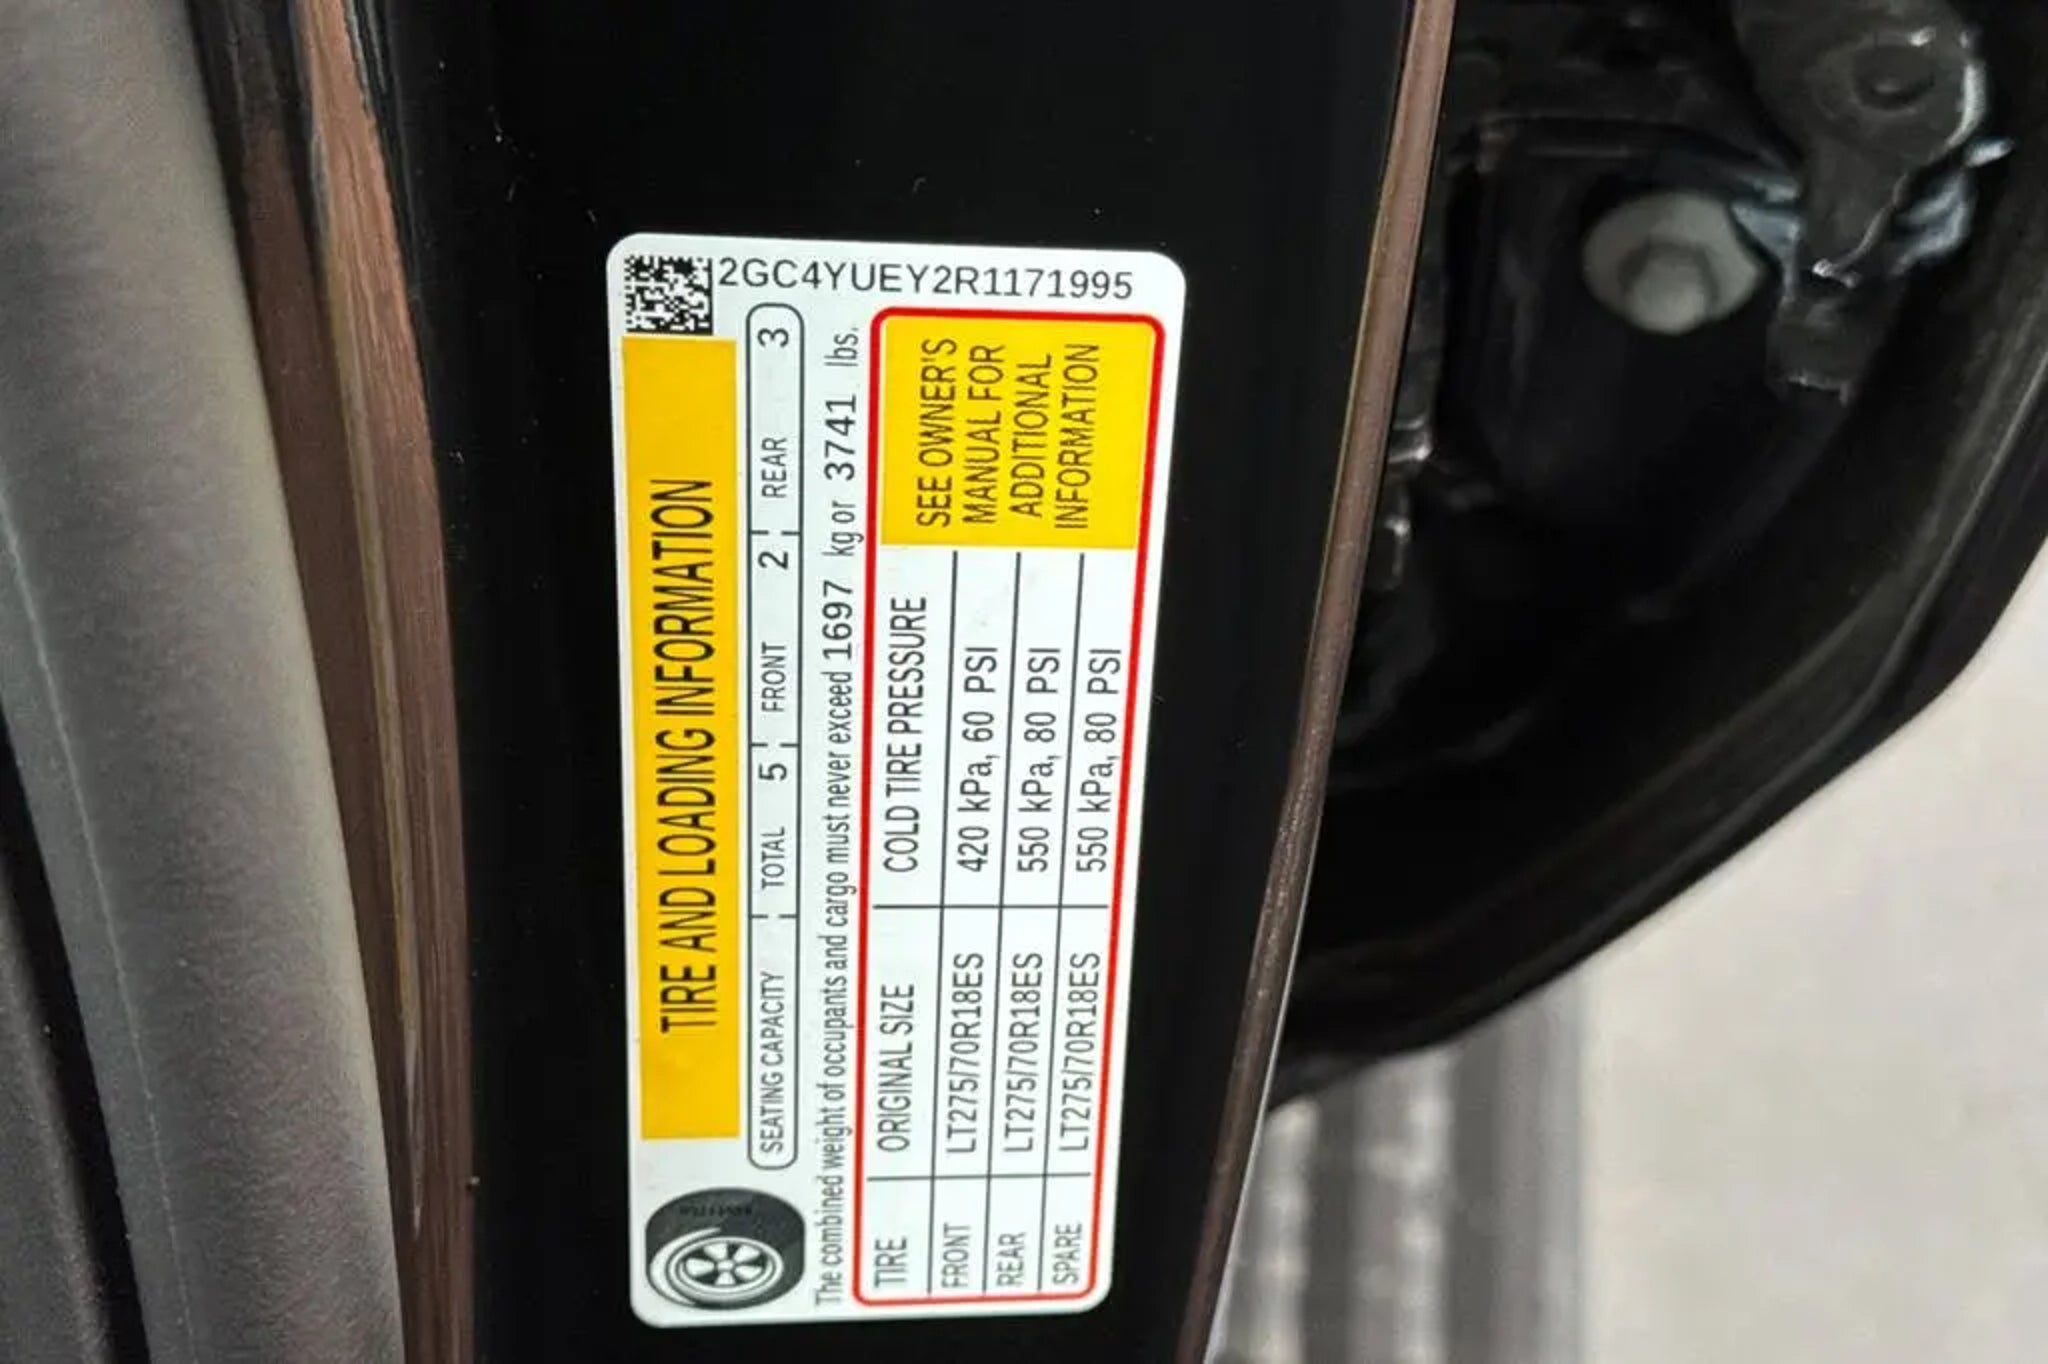 2GC4YUEY2R1171995
TIRE AND LOADING INFORMATION
SEATING CAPACITY TOTAL 5 FRONT 2 REAR 3
The combined weight of occupants and cargo must never exceed 1697 kg or 3741 lbs.
TIRE ORIGINAL SIZE COLD TIRE PRESSURE
FRONT LT275/70R18ES 420 kPa, 60 PSI
REAR LT275/70R18ES 550 kPa, 80 PSI
SPARE LT275/70R18ES 550 kPa, 80 PSI
SEE OWNER'S
MANUAL FOR
ADDITIONAL
INFORMATION